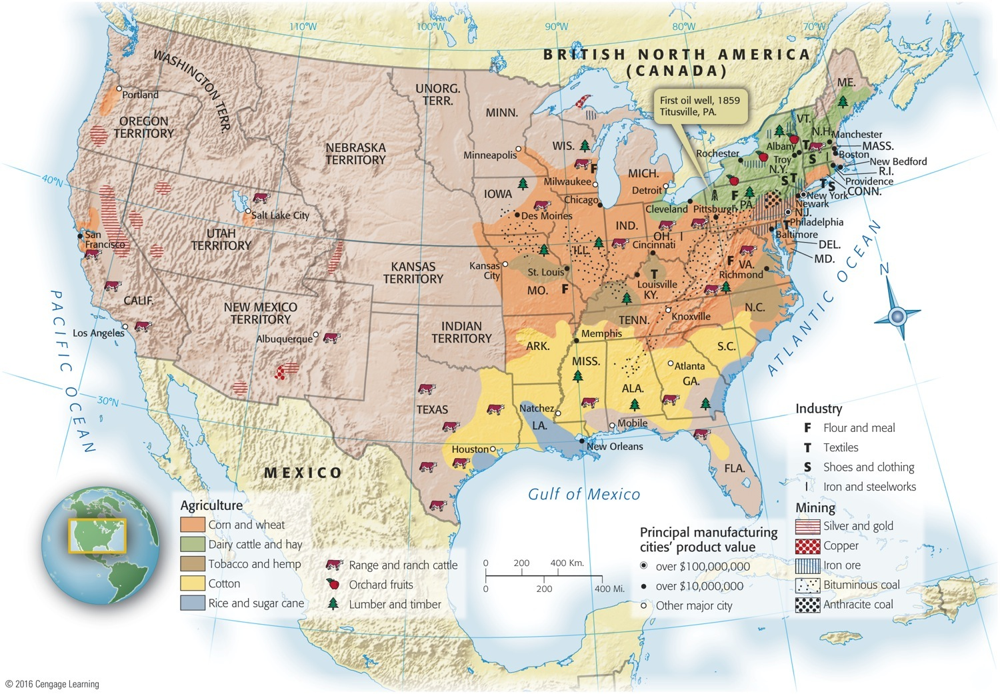 110°W
100°W
90°W
80°W
70°W
BRITISH NORTH AMERICA
(CANADA)
WASHINGTON TERR.
Portland
OREGON
TERRITORY
UNORG.
TERR.
MINN.
NEBRASKA
TERRITORY
First oil well, 1859
Titusville, PA.
ME.
VT.
N.H.
Manchester
MASS.
Boston
New Bedford
R.I.
Providence
CONN.
Albany
T
Troy
S
I
N.Y.
S
T
T
S
Rochester
WIS.
F
Minneapolis
Milwaukee
MICH.
Detroit
Chicago
IOWA
Des Moines
Cleveland
Pittsburgh
I
F
PA.
New York
Newark
N.J.
Philadelphia
I
T
Baltimore
DEL.
MD.
40°N
Salt Lake City
San
Francisco
UTAH
TERRITORY
IND.
OH.
I
Cincinnati
ILL.
KANSAS
TERRITORY
Kansas
City
St. Louis
MO.
F
T
Louisville
KY.
F
VA.
Richmond
CALIF.
NEW MEXICO
TERRITORY
Los Angeles
Albuquerque
INDIAN
TERRITORY
TENN.
Knoxville
N.C.
Memphis
ARK.
S.C.
MISS.
Atlanta
GA.
ALA.
PACIFIC OCEAN
ATLANTIC OCEAN
N
30°N
TEXAS
Natchez
LA.
Mobile
New Orleans
Houston
FLA.
MEXICO
Gulf of Mexico
Agriculture
Corn and wheat
Dairy cattle and hay
Tobacco and hemp
Cotton
Rice and sugar cane
Range and ranch cattle
Orchard fruits
Lumber and timber
0 200 400 Km.
0 200 400 Mi.
Principal manufacturing
cities' product value
over $100,000,000
over $10,000,000
Other major city
Industry
F Flour and meal
T Textiles
S Shoes and clothing
I Iron and steelworks
Mining
Silver and gold
Copper
Iron ore
Bituminous coal
Anthracite coal
© 2016 Cengage Learning